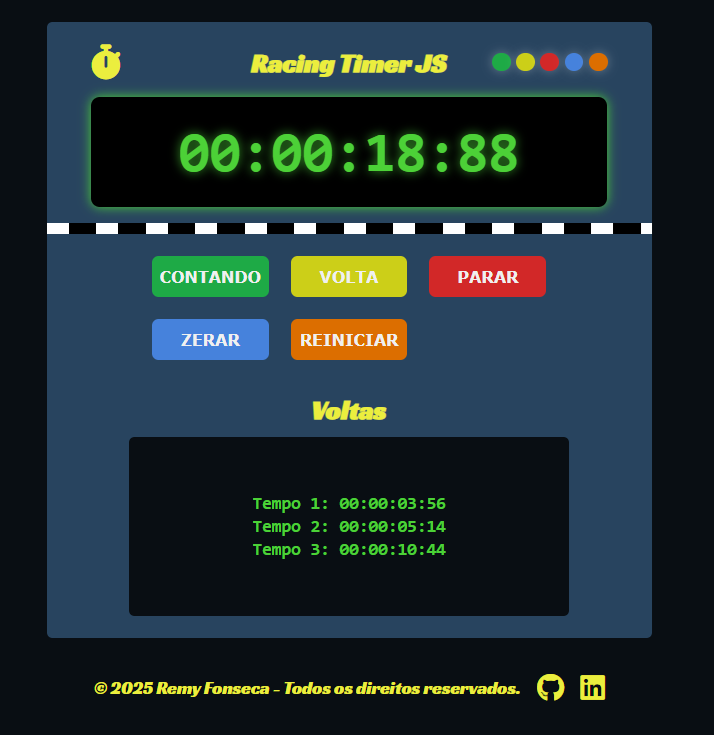 Racing Timer JS
00:00:18:88
CONTANDO VOLTA PARAR
ZERAR REINICIAR
Voltas
Tempo 1: 00:00:03:56
Tempo 2: 00:00:05:14
Tempo 3: 00:00:10:44
© 2025 Remy Fonseca - Todos os direitos reservados. in